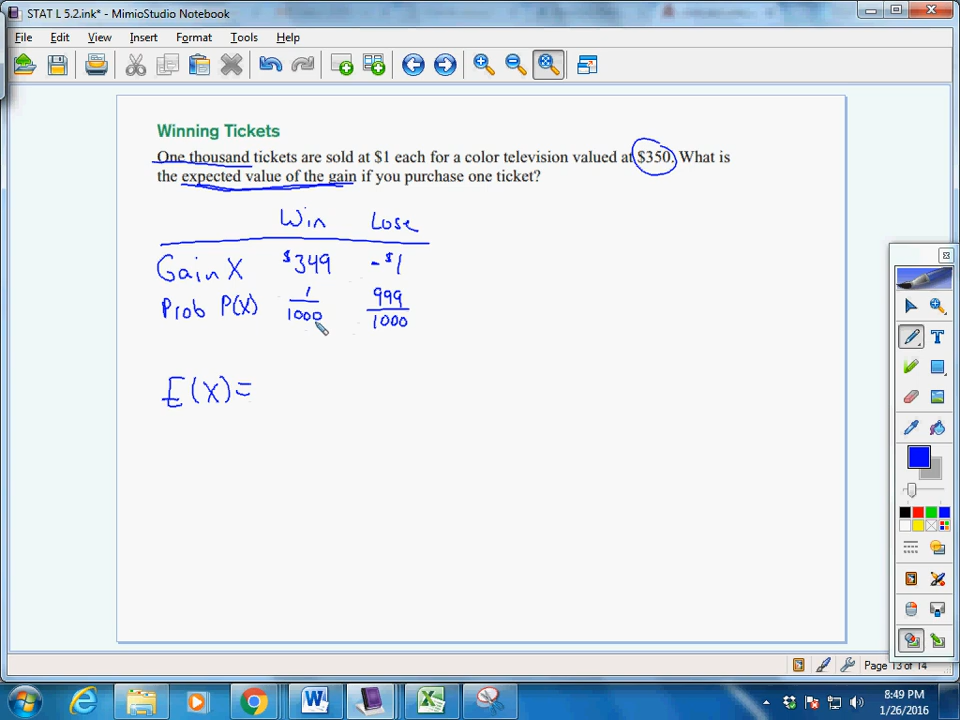 STAT L 5.2.ink* - MimioStudio Notebook
File Edit View Insert Format Tools Help
Winning Tickets
One thousand tickets are sold at $1 each for a color television valued at $350. What is
the expected value of the gain if you purchase one ticket?
Win Lose
Gain X $349 -$1
Prob P(X) 1/1000 999/1000
E(X)=
T
Page 13 of 14
W
8:49 PM
1/26/2016